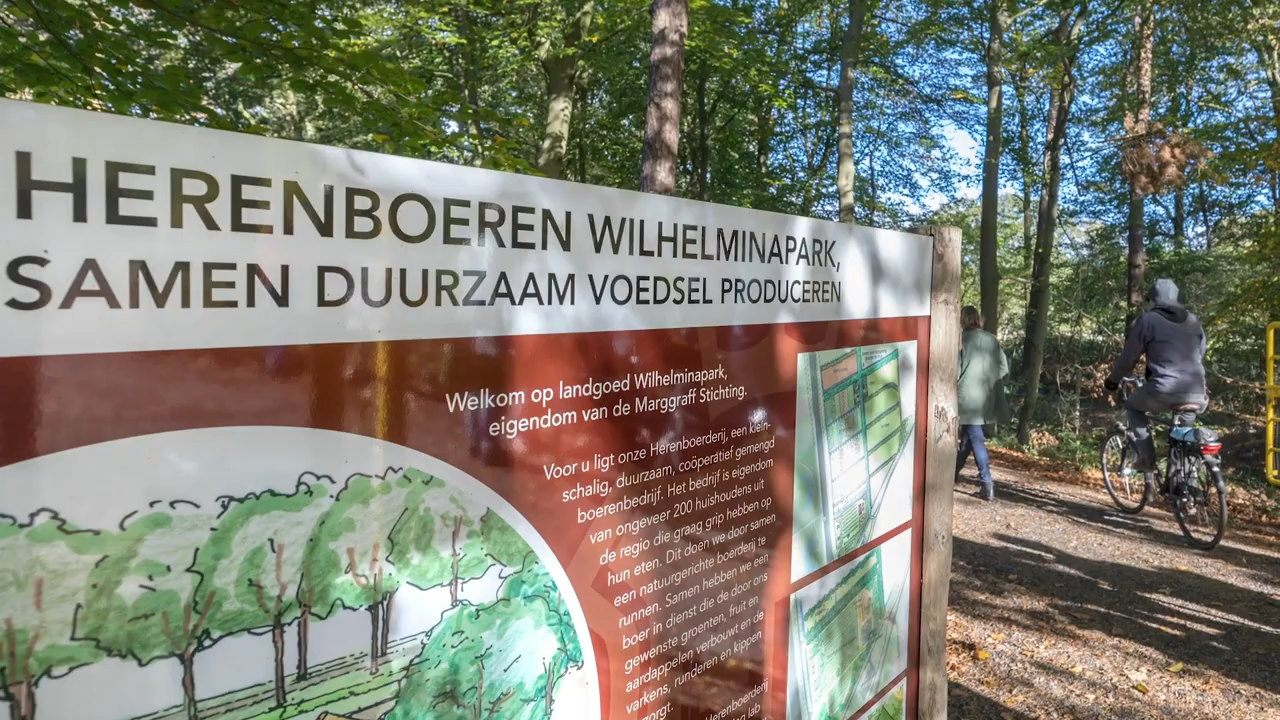 HERENBOEREN WILHELMINAPARK,
SAMEN DUURZAAM VOEDSEL PRODUCEREN
Welkom op landgoed Wilhelminapark,
eigendom van de Marggraff Stichting.
Voor u ligt onze Herenboerderij, een klein-
schalig, duurzaam, coöperatief gemengd
boerenbedrijf. Het bedrijf is eigendom
van ongeveer 200 huishoudens uit
de regio die graag grip hebben op
hun eten. Dit doen we door samen
een natuurgerichte boerderij te
runnen. Samen hebben we een
boer in dienst die de door ons
gewenste groenten, fruit en
aardappelen verbouwt en de
varkens, runderen en kippen
zorgt.
Herenboerderij
lab